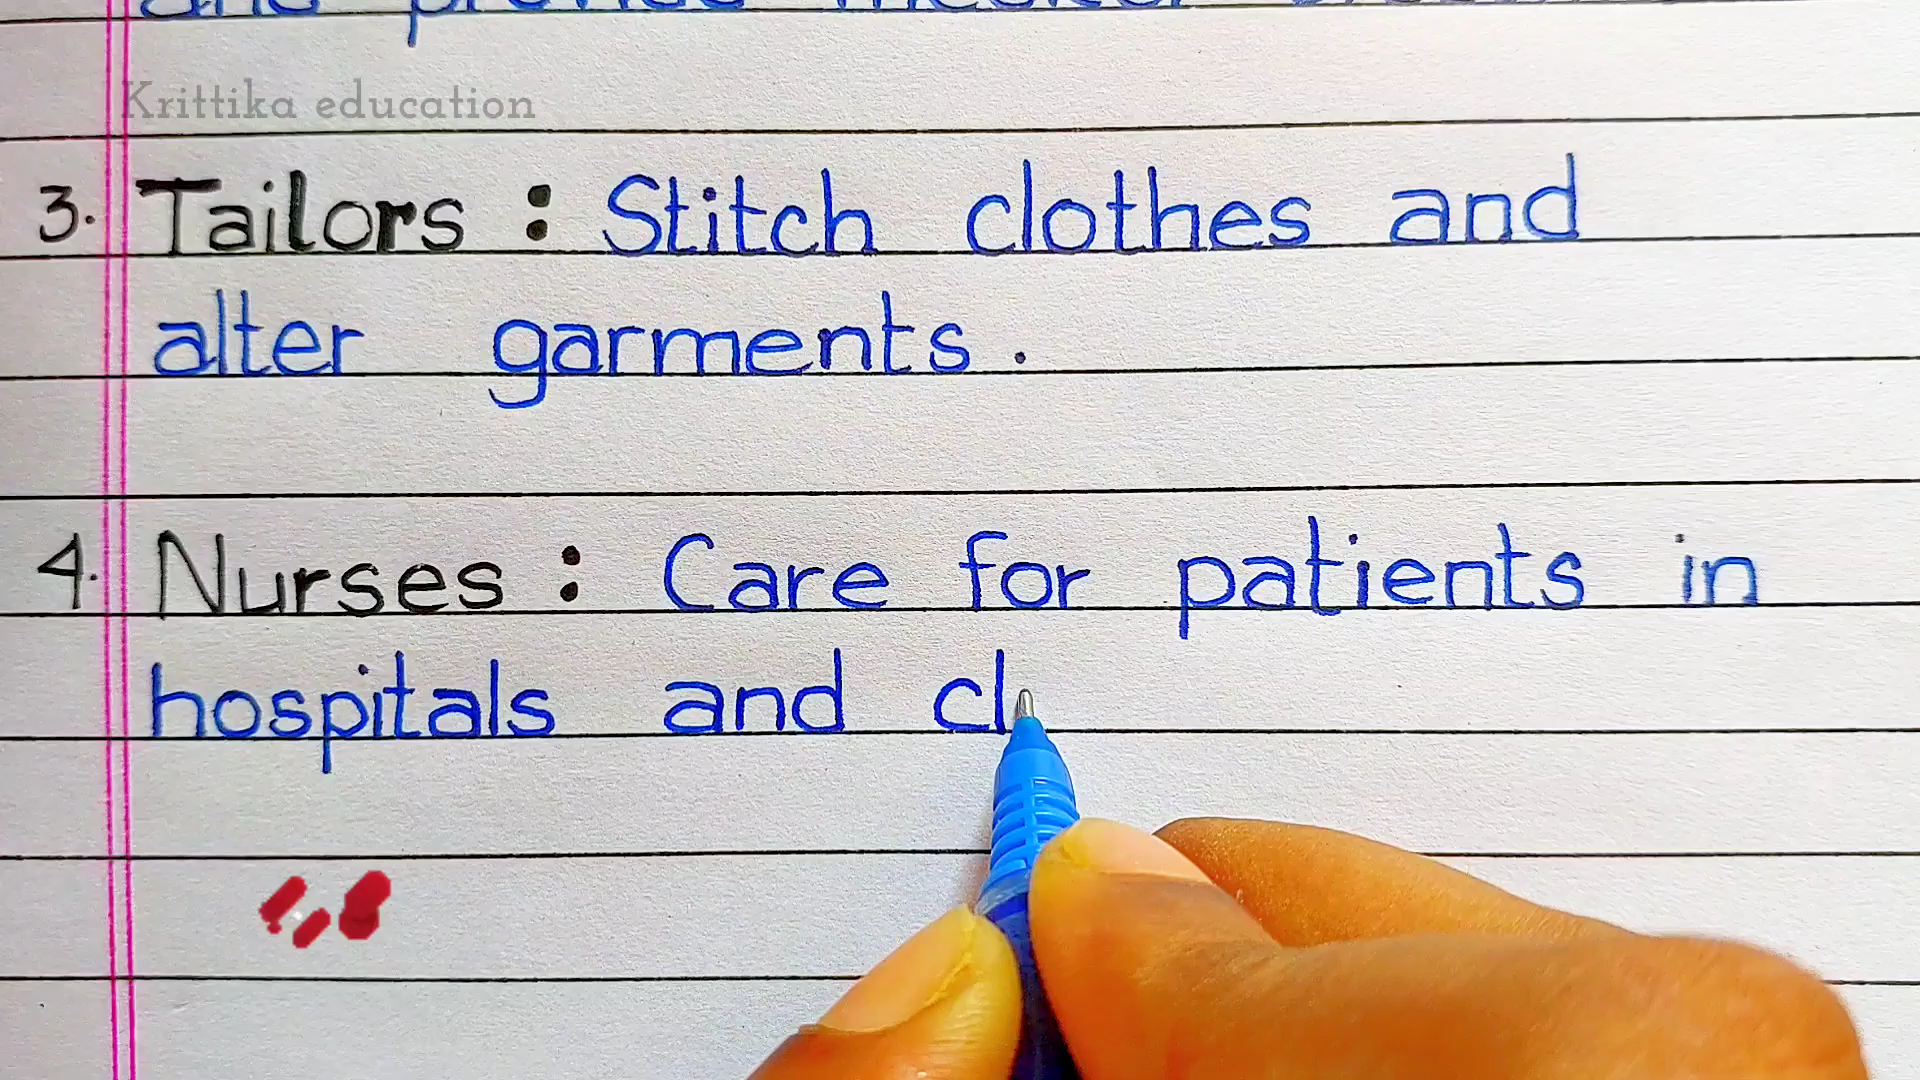 Krittika education
3. Tailors : Stitch clothes and
alter garments.
4. Nurses : Care for patients in
hospitals and cl